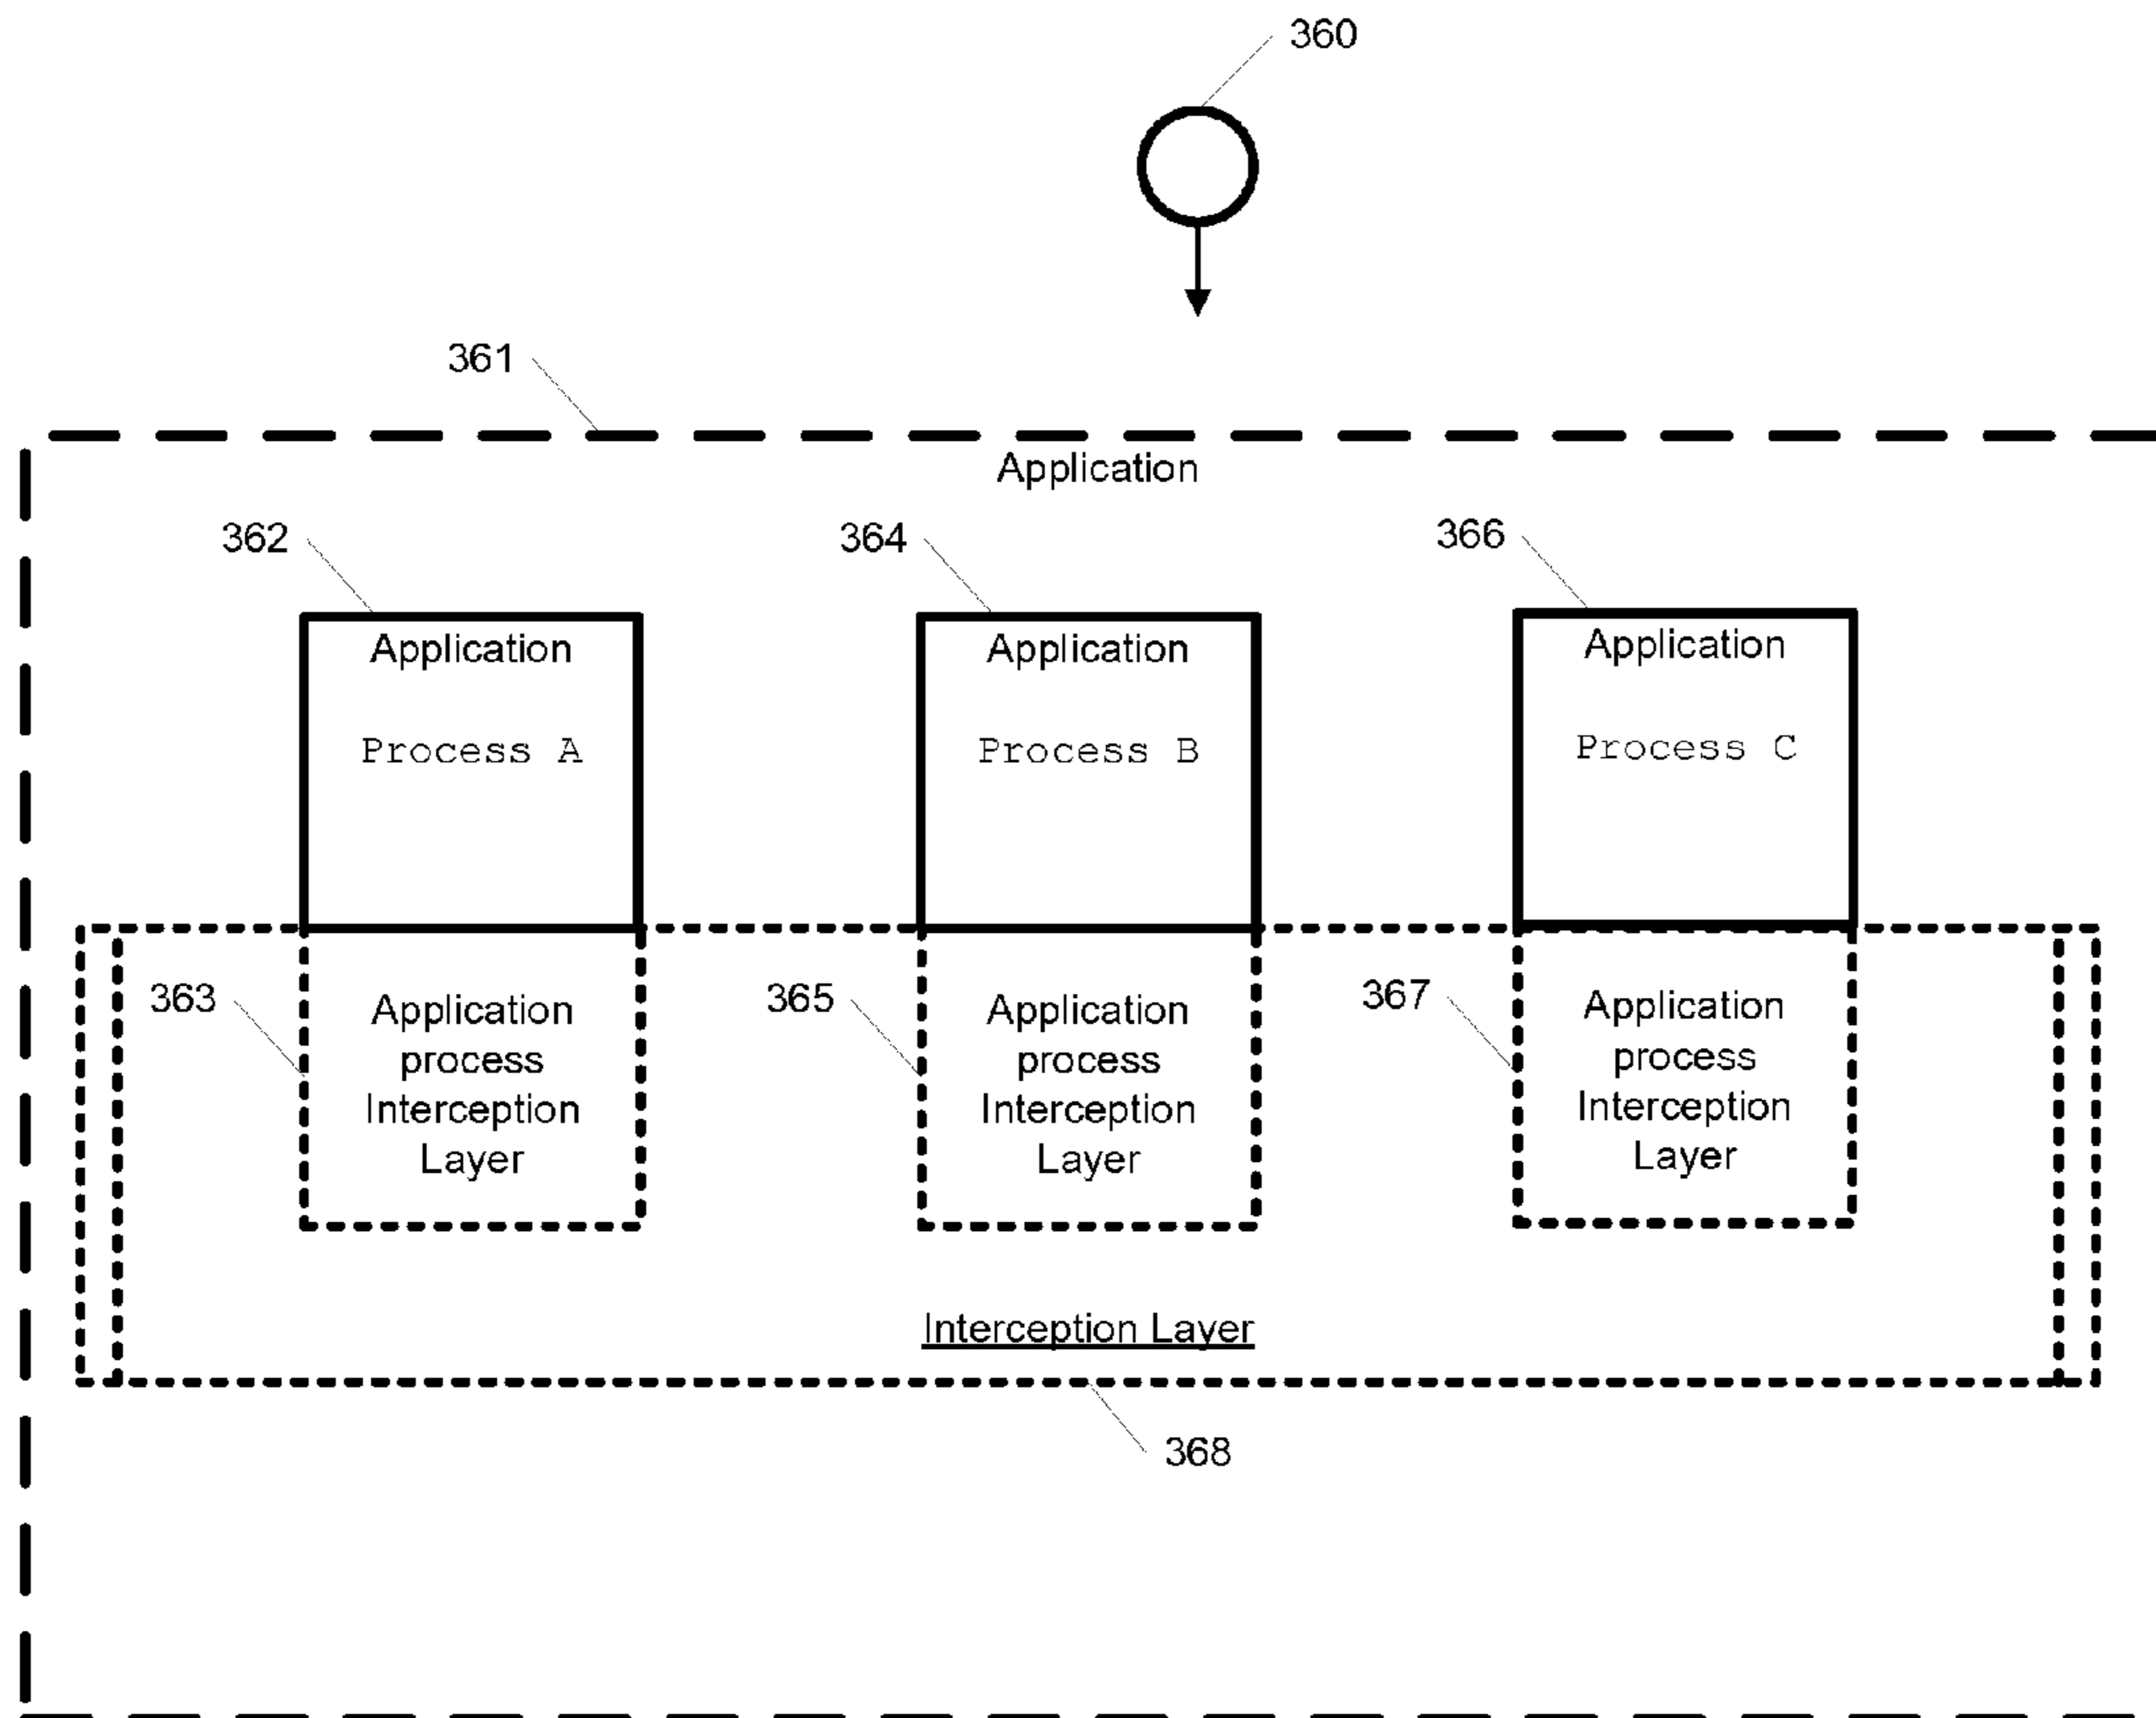 360
361
Application
362
364
366
Application
Application
Application
Process A
Process B
Process C
363
365
367
Application
process
Interception
Layer
Application
process
Interception
Layer
Application
process
Interception
Layer
Interception Layer
368